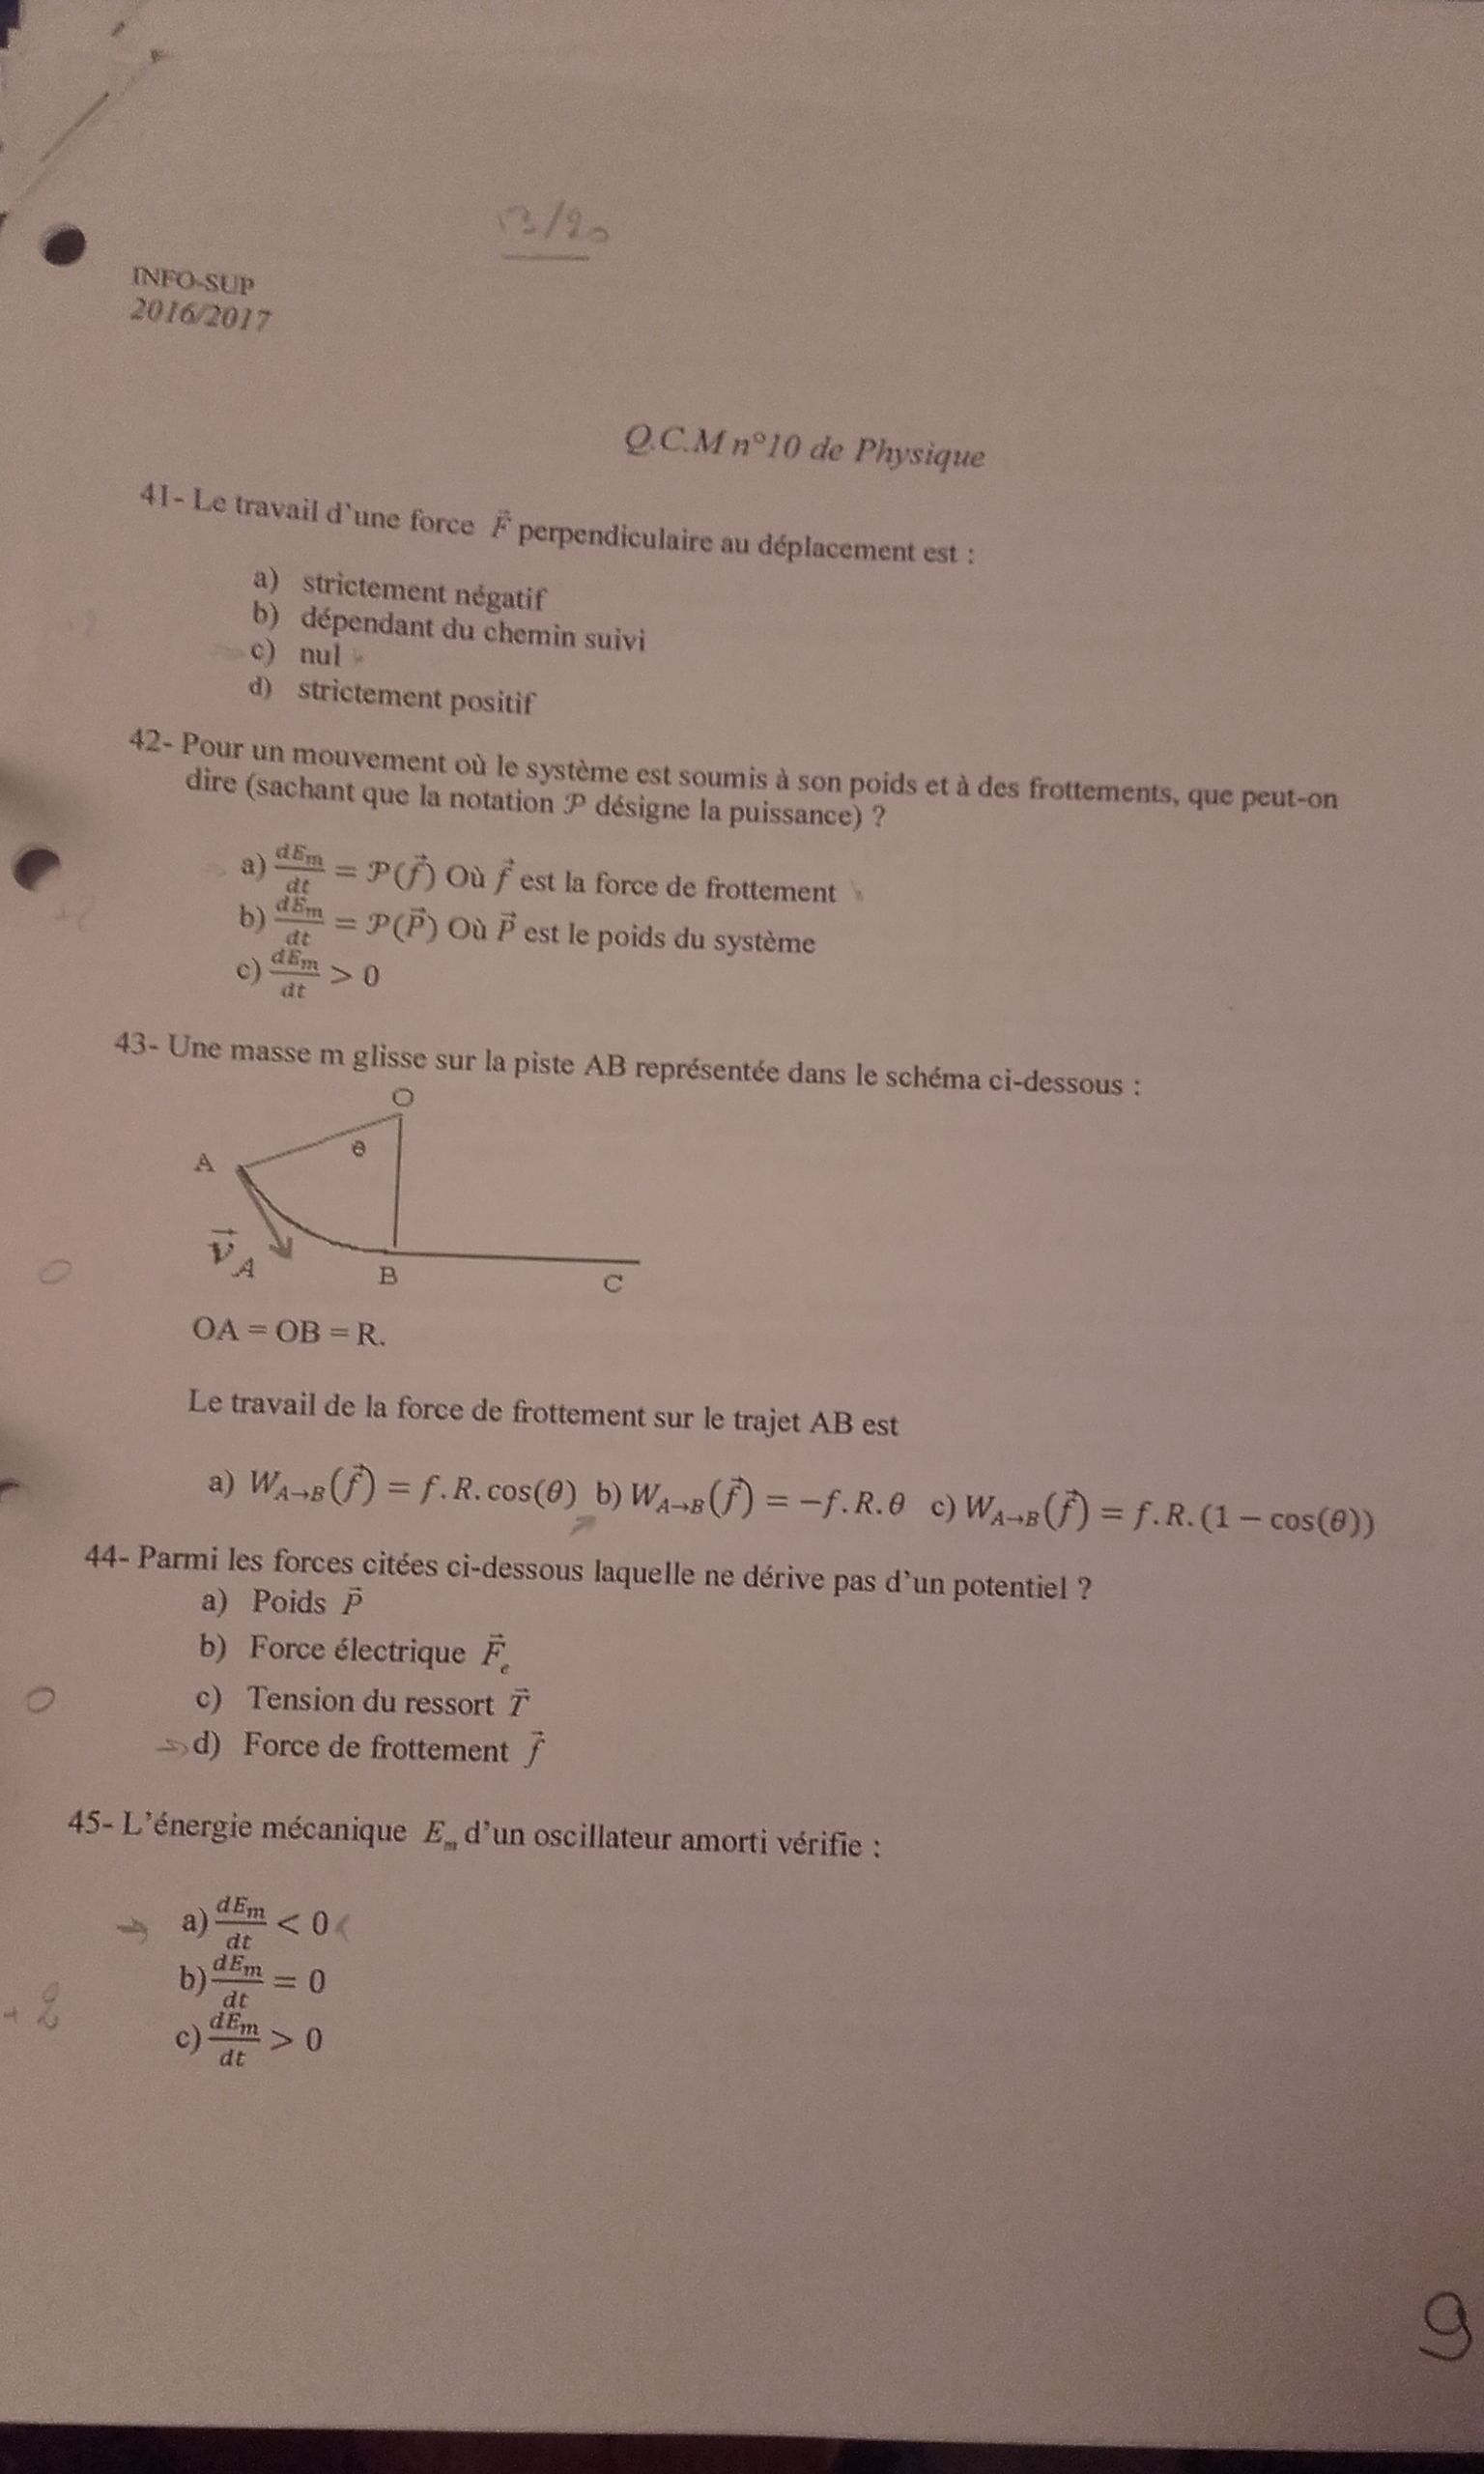 13/20
INFO-SUP
2016/2017
Q.C.M n°10 de Physique
41- Le travail d'une force $\vec{F}$ perpendiculaire au déplacement est :
a) strictement négatif
b) dépendant du chemin suivi
c) nul
d) strictement positif
+2
42- Pour un mouvement où le système est soumis à son poids et à des frottements, que peut-on
dire (sachant que la notation $\mathcal{P}$ désigne la puissance) ?
a) $\frac{dE_m}{dt} = \mathcal{P}(\vec{f})$ Où $\vec{f}$ est la force de frottement
b) $\frac{dE_m}{dt} = \mathcal{P}(\vec{P})$ Où $\vec{P}$ est le poids du système
c) $\frac{dE_m}{dt} > 0$
+2
43- Une masse m glisse sur la piste AB représentée dans le schéma ci-dessous :
O
θ
A
$\vec{v}_A$
B
C
0
OA = OB = R.
Le travail de la force de frottement sur le trajet AB est
a) $W_{A→B}(\vec{f}) = f.R.\cos(θ)$ b) $W_{A→B}(\vec{f}) = -f.R.θ$ c) $W_{A→B}(\vec{f}) = f.R.(1 - \cos(θ))$
44- Parmi les forces citées ci-dessous laquelle ne dérive pas d'un potentiel ?
a) Poids $\vec{P}$
b) Force électrique $\vec{F}_e$
c) Tension du ressort $\vec{T}$
0
→ d) Force de frottement $\vec{f}$
45- L'énergie mécanique $E_m$ d'un oscillateur amorti vérifie :
→ a) $\frac{dE_m}{dt} < 0$
b) $\frac{dE_m}{dt} = 0$
c) $\frac{dE_m}{dt} > 0$
+2
9